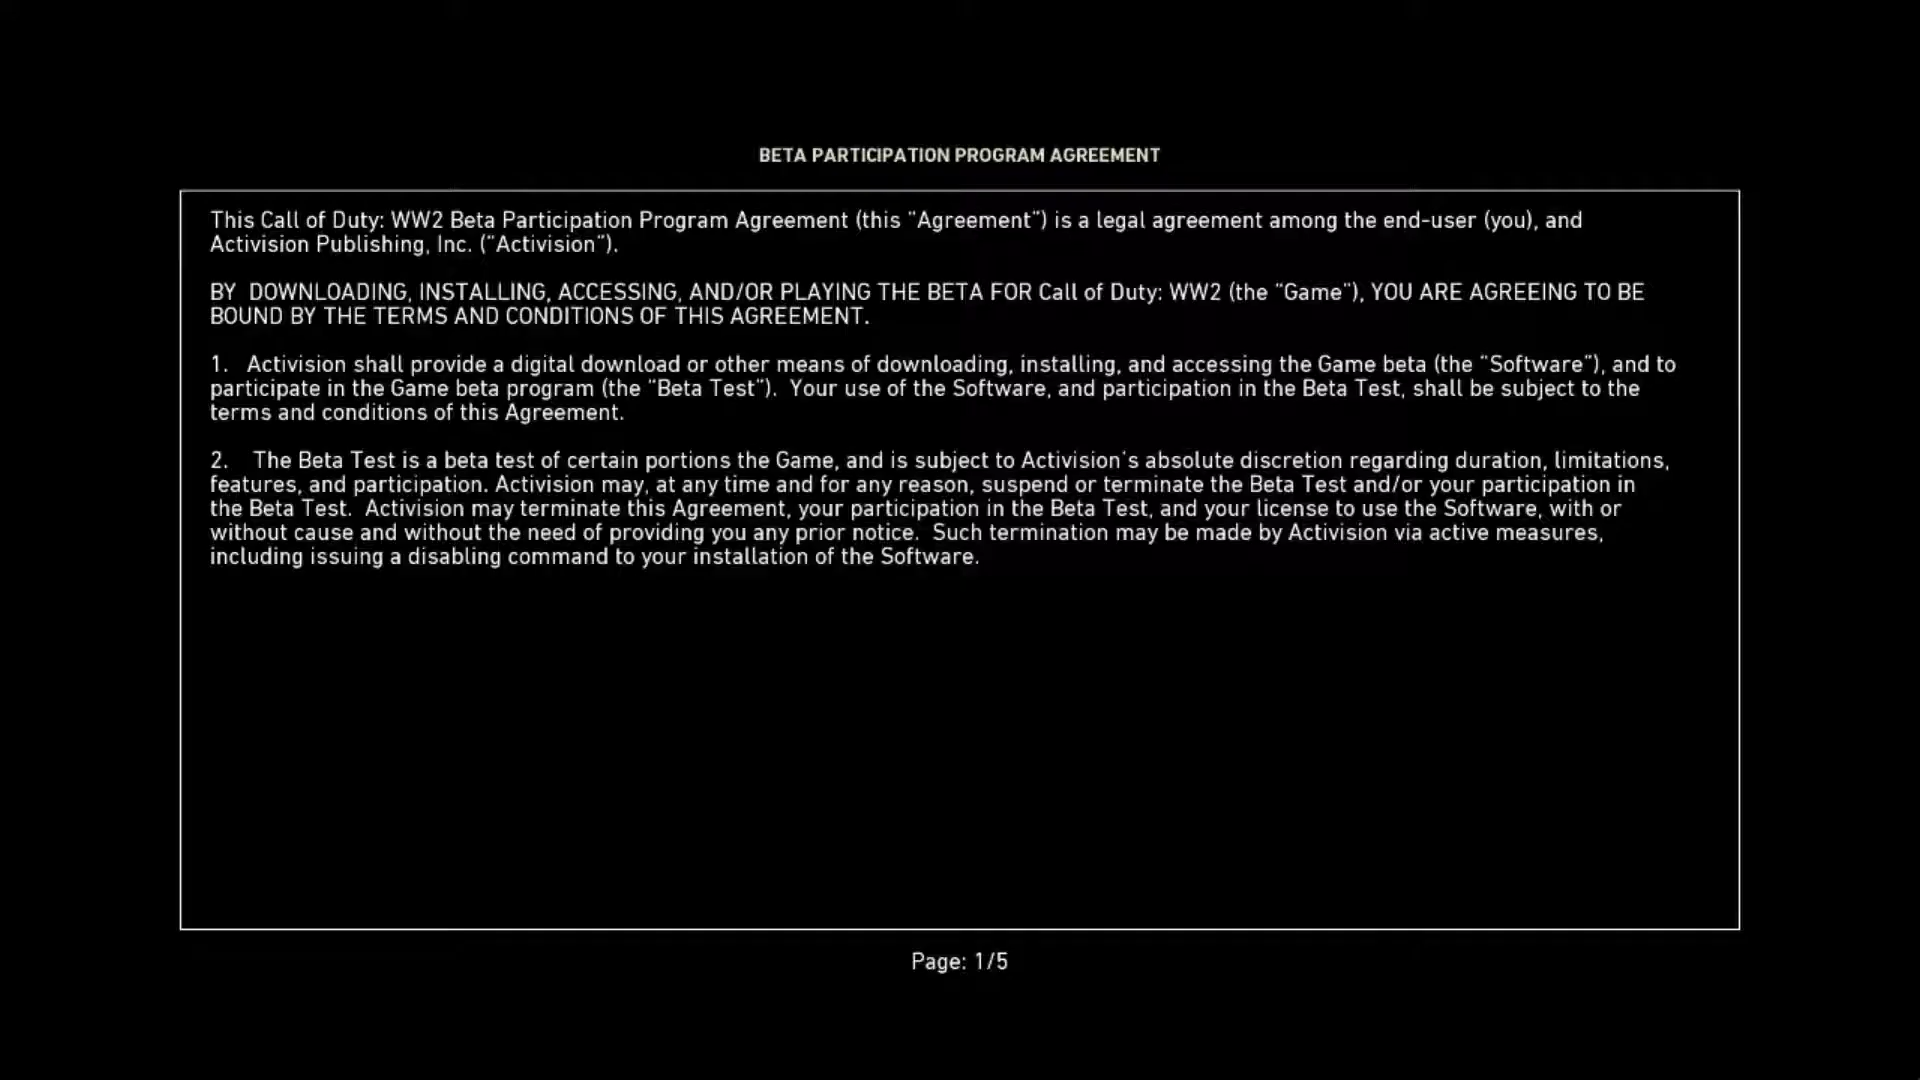 BETA PARTICIPATION PROGRAM AGREEMENT
This Call of Duty: WW2 Beta Participation Program Agreement (this "Agreement") is a legal agreement among the end-user (you), and
Activision Publishing, Inc. ("Activision").
BY  DOWNLOADING, INSTALLING, ACCESSING, AND/OR PLAYING THE BETA FOR Call of Duty: WW2 (the "Game"), YOU ARE AGREEING TO BE
BOUND BY THE TERMS AND CONDITIONS OF THIS AGREEMENT.
1.   Activision shall provide a digital download or other means of downloading, installing, and accessing the Game beta (the "Software"), and to
participate in the Game beta program (the "Beta Test").  Your use of the Software, and participation in the Beta Test, shall be subject to the
terms and conditions of this Agreement.
2.    The Beta Test is a beta test of certain portions the Game, and is subject to Activision's absolute discretion regarding duration, limitations,
features, and participation. Activision may, at any time and for any reason, suspend or terminate the Beta Test and/or your participation in
the Beta Test.  Activision may terminate this Agreement, your participation in the Beta Test, and your license to use the Software, with or
without cause and without the need of providing you any prior notice.  Such termination may be made by Activision via active measures,
including issuing a disabling command to your installation of the Software.
Page: 1/5